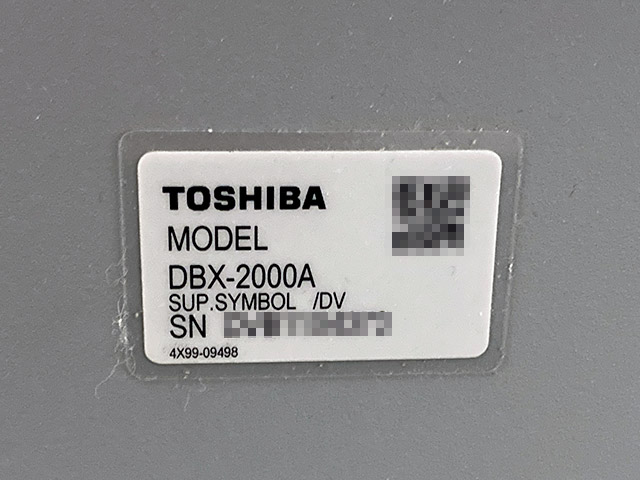 TOSHIBA
MODEL
DBX-2000A
SUP.SYMBOL /DV
SN
4X99-09498